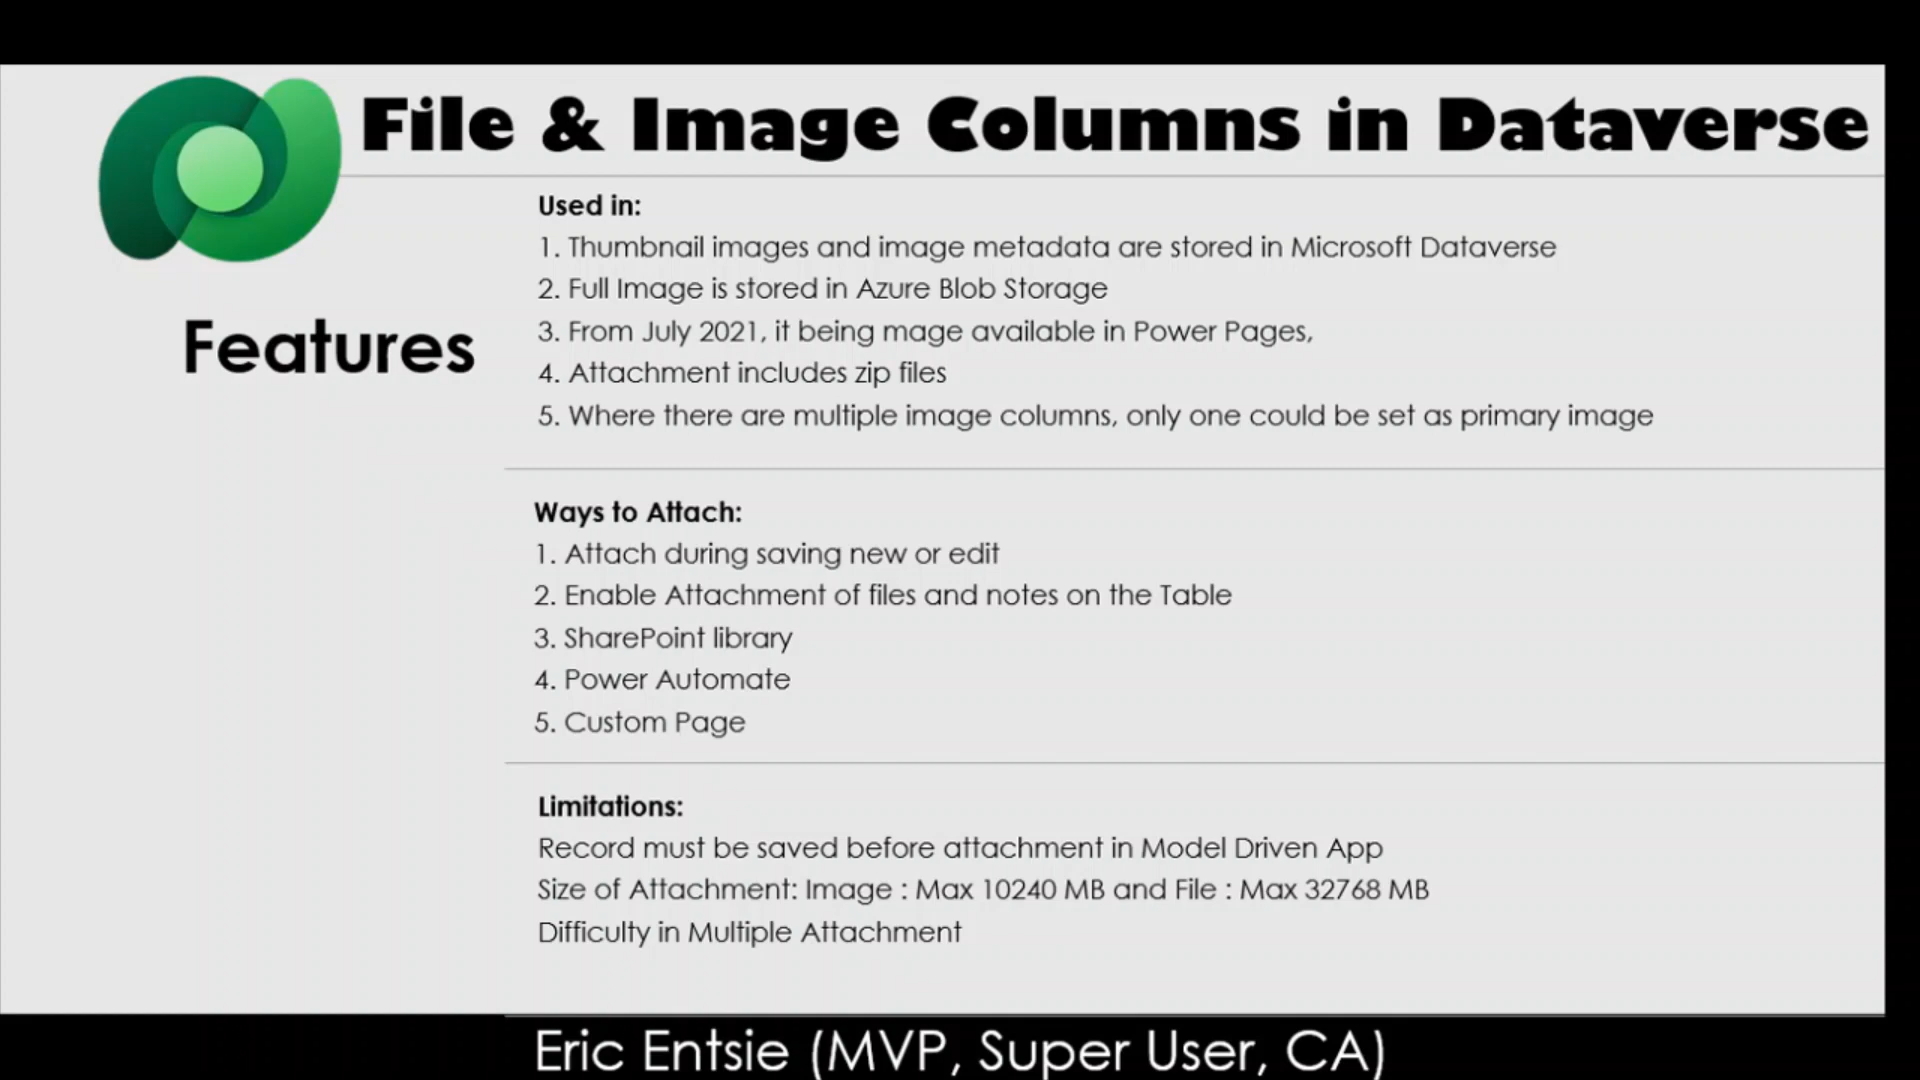 File & Image Columns in Dataverse
Features
Used in:
1. Thumbnail images and image metadata are stored in Microsoft Dataverse
2. Full Image is stored in Azure Blob Storage
3. From July 2021, it being mage available in Power Pages,
4. Attachment includes zip files
5. Where there are multiple image columns, only one could be set as primary image
Ways to Attach:
1. Attach during saving new or edit
2. Enable Attachment of files and notes on the Table
3. SharePoint library
4. Power Automate
5. Custom Page
Limitations:
Record must be saved before attachment in Model Driven App
Size of Attachment: Image : Max 10240 MB and File : Max 32768 MB
Difficulty in Multiple Attachment
Eric Entsie (MVP, Super User, CA)